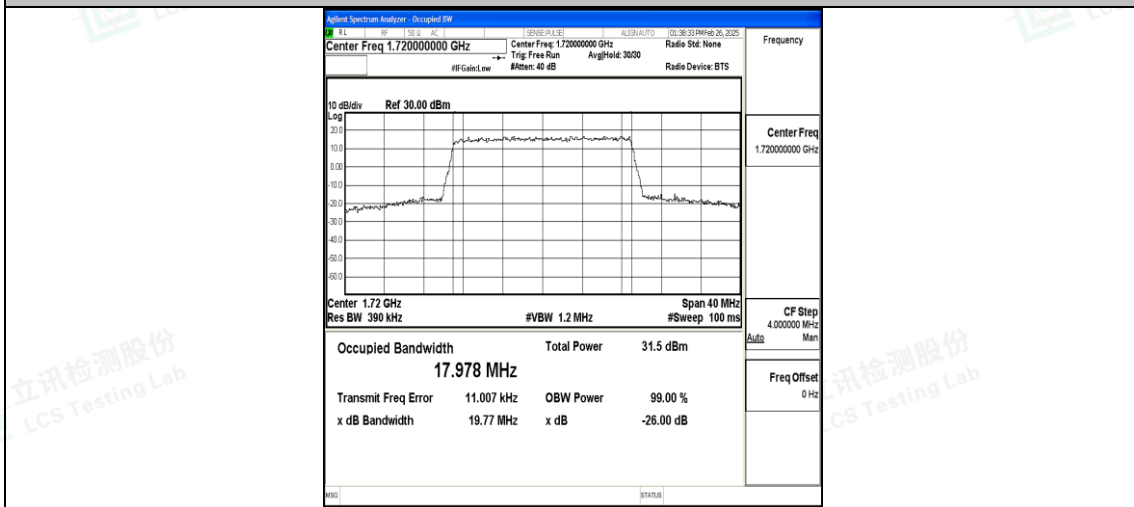 Agilent Spectrum Analyzer - Occupied BW
RL RF 50 Ω AC SENSE:PULSE ALIGN AUTO 01:38:33 PM Feb 26, 2025
Center Freq 1.720000000 GHz
Center Freq: 1.720000000 GHz
Radio Std: None
Trig: Free Run Avg|Hold: 30/30
#IFGain:Low #Atten: 40 dB Radio Device: BTS
10 dB/div Ref 30.00 dBm
Log
20.0
10.0
0.00
-10.0
-20.0
-30.0
-40.0
-50.0
-60.0
Center 1.72 GHz Span 40 MHz
Res BW 390 kHz #VBW 1.2 MHz #Sweep 100 ms
Occupied Bandwidth Total Power 31.5 dBm
17.978 MHz
Transmit Freq Error 11.007 kHz OBW Power 99.00 %
x dB Bandwidth 19.77 MHz x dB -26.00 dB
MSG STATUS
Frequency
Center Freq
1.720000000 GHz
CF Step
4.000000 MHz
Auto Man
Freq Offset
0 Hz
立讯检测股份
LCS Testing Lab
立讯检测股份
LCS Testing Lab